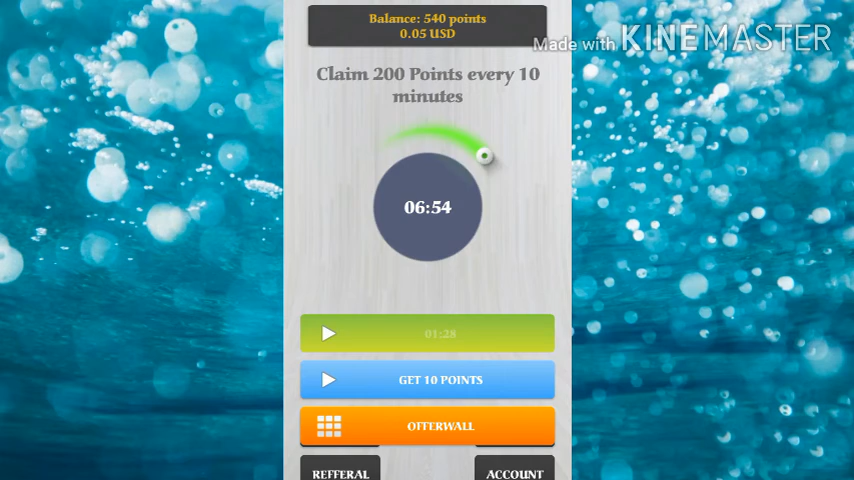 Balance: 540 points
0.05 USD
Made with KINEMASTER
Claim 200 Points every 10
minutes
06:54
01:28
GET 10 POINTS
OFFERWALL
REFFERAL
ACCOUNT